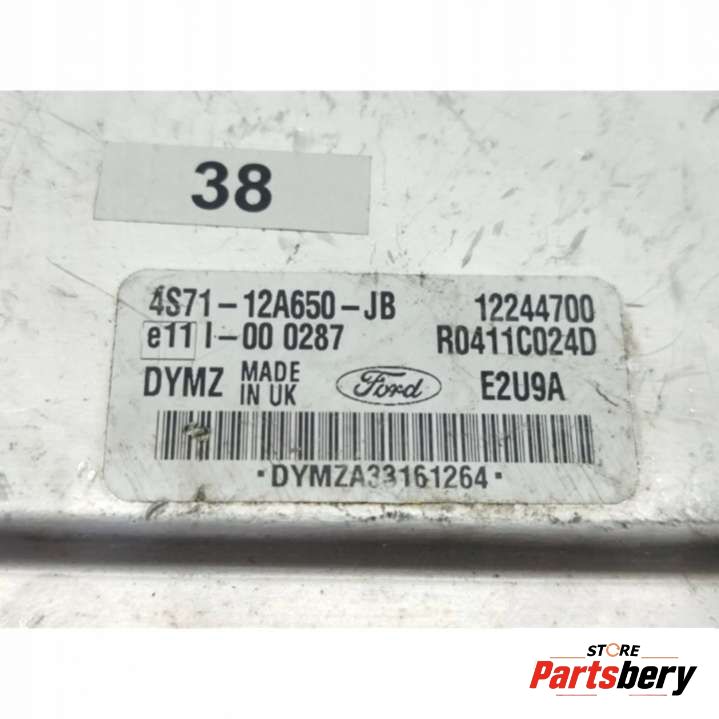 38
4S71-12A650-JB 12244700
e11 I-00 0287 R0411C024D
DYMZ MADE IN UK Ford E2U9A
·DYMZA33161264·
STORE
Partsbery